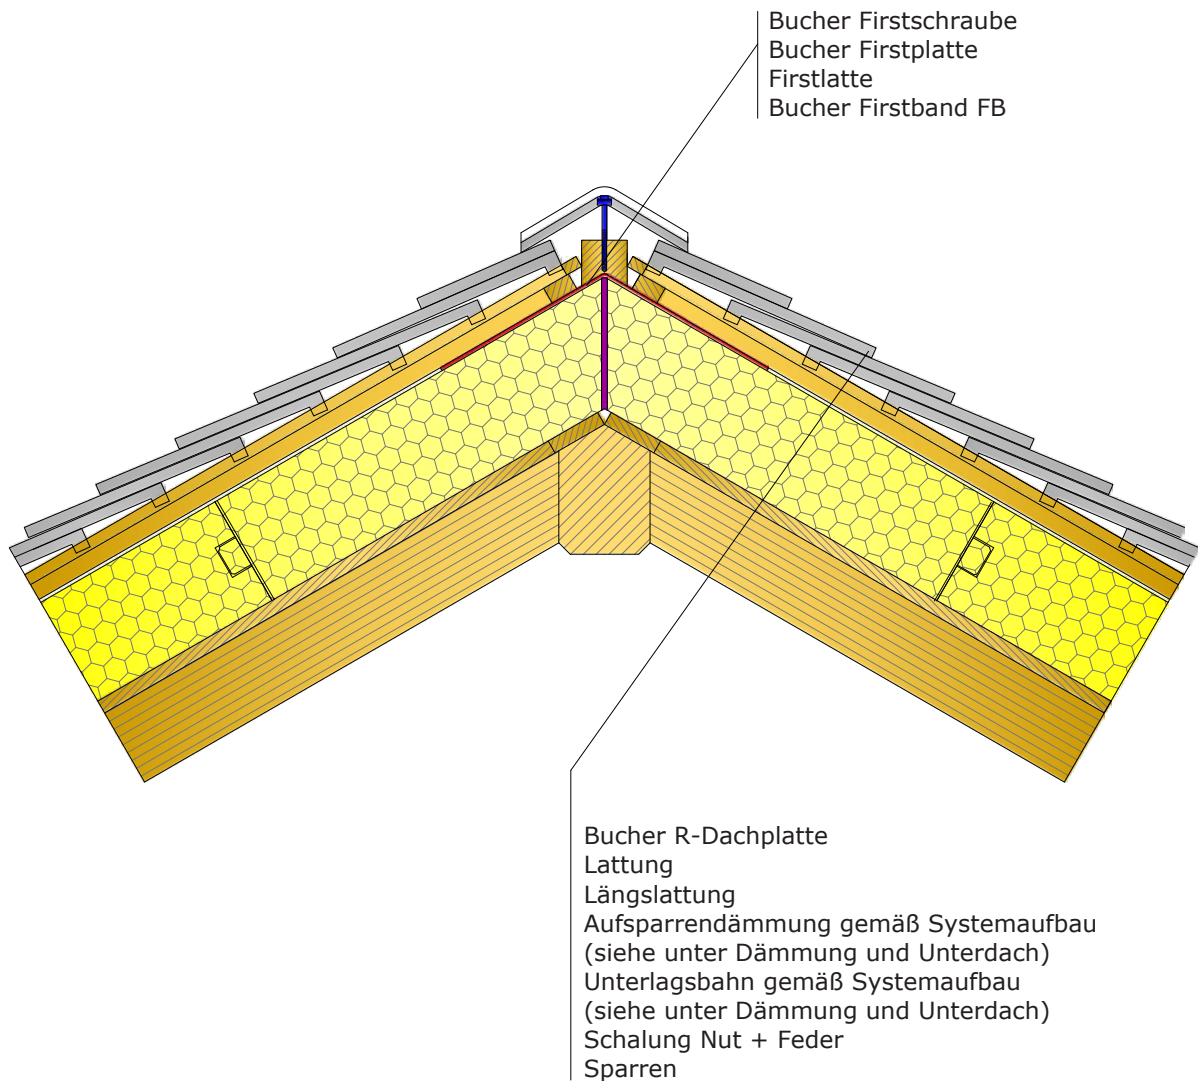 Bucher Firstschraube
Bucher Firstplatte
Firstlatte
Bucher Firstband FB
Bucher R-Dachplatte
Lattung
Längslattung
Aufsparrendämmung gemäß Systemaufbau
(siehe unter Dämmung und Unterdach)
Unterlagsbahn gemäß Systemaufbau
(siehe unter Dämmung und Unterdach)
Schalung Nut + Feder
Sparren